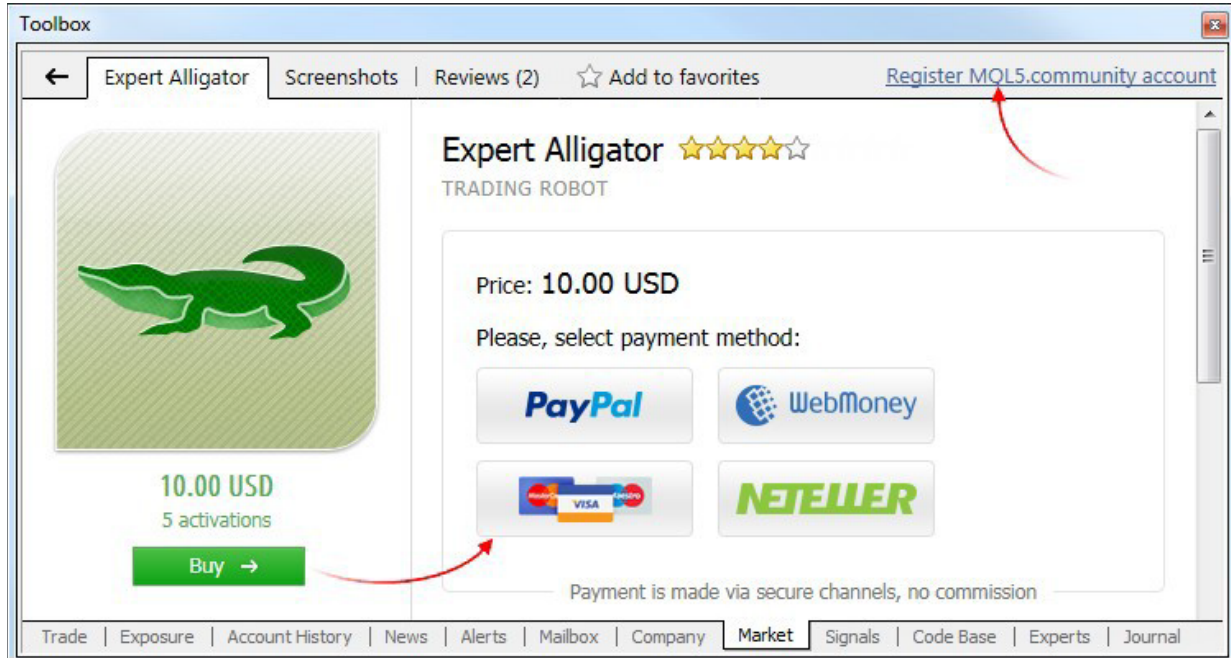 Toolbox
Expert Alligator Screenshots | Reviews (2) Add to favorites Register MQL5.community account
Expert Alligator
TRADING ROBOT
Price: 10.00 USD
Please, select payment method:
PayPal WebMoney
MasterCard VISA Maestro NETELLER
10.00 USD
5 activations
Buy →
Payment is made via secure channels, no commission
Trade | Exposure | Account History | News | Alerts | Mailbox | Company Market Signals | Code Base | Experts | Journal